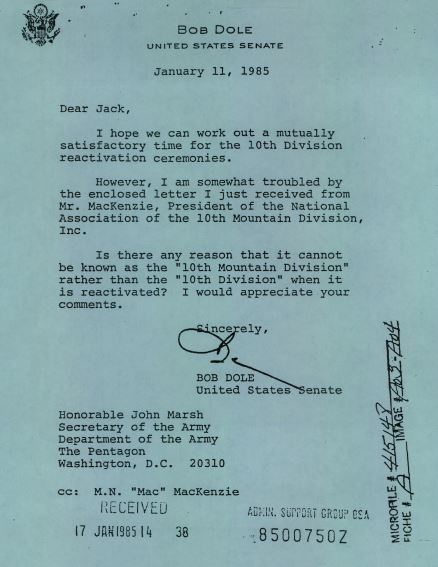 BOB DOLE
UNITED STATES SENATE
January 11, 1985
Dear Jack,
I hope we can work out a mutually
satisfactory time for the 10th Division
reactivation ceremonies.
However, I am somewhat troubled by
the enclosed letter I just received from
Mr. MacKenzie, President of the National
Association of the 10th Mountain Division,
Inc.
Is there any reason that it cannot
be known as the "10th Mountain Division"
rather than the "10th Division" when it
is reactivated? I would appreciate your
comments.
Sincerely,
BOB DOLE
United States Senate
Honorable John Marsh
Secretary of the Army
Department of the Army
The Pentagon
Washington, D.C. 20310
cc: M.N. "Mac" MacKenzie
RECEIVED
17 JAN 1985 14 38
ADMIN. SUPPORT GROUP OSA
8500750Z
MICROFILE #
IMAGE #
FICHE # A